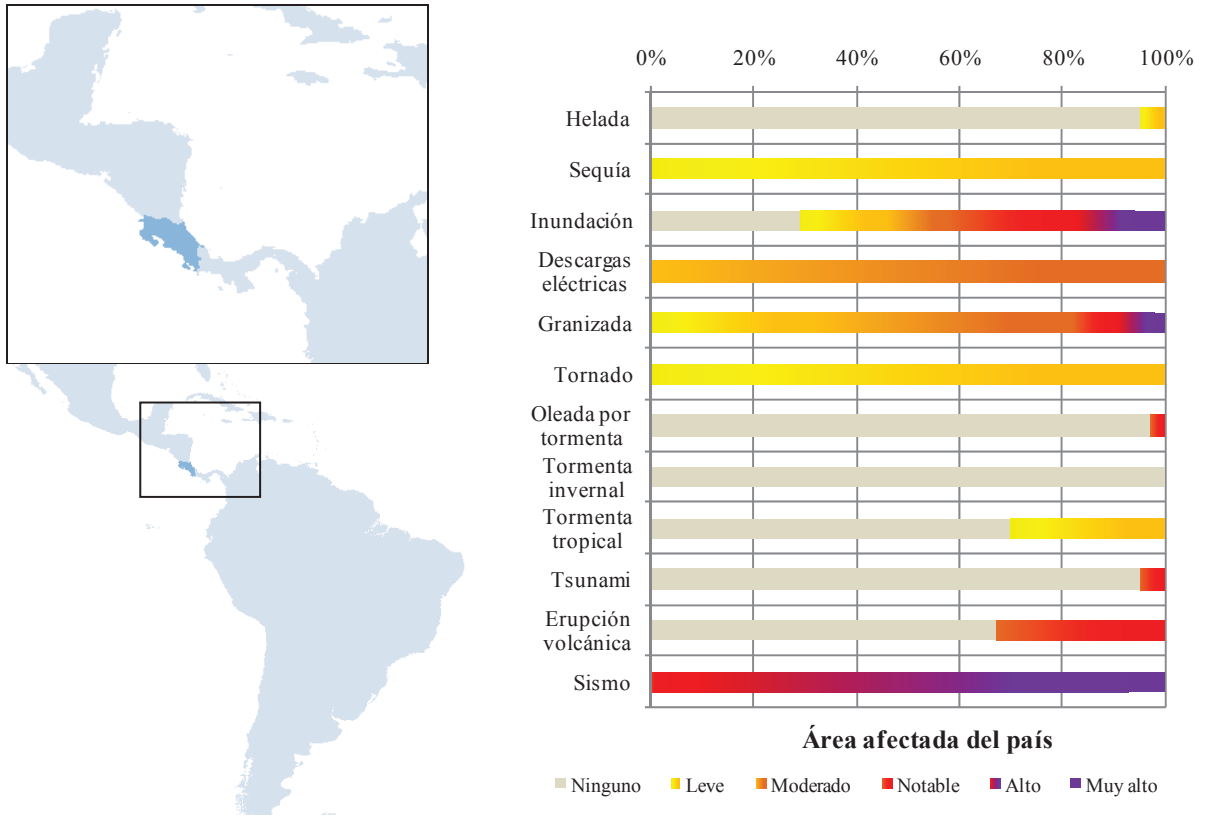 0% 20% 40% 60% 80% 100%
Helada
Sequía
Inundación
Descargas
eléctricas
Granizada
Tornado
Oleada por
tormenta
Tormenta
invernal
Tormenta
tropical
Tsunami
Erupción
volcánica
Sismo
Área afectada del país
Ninguno Leve Moderado Notable Alto Muy alto